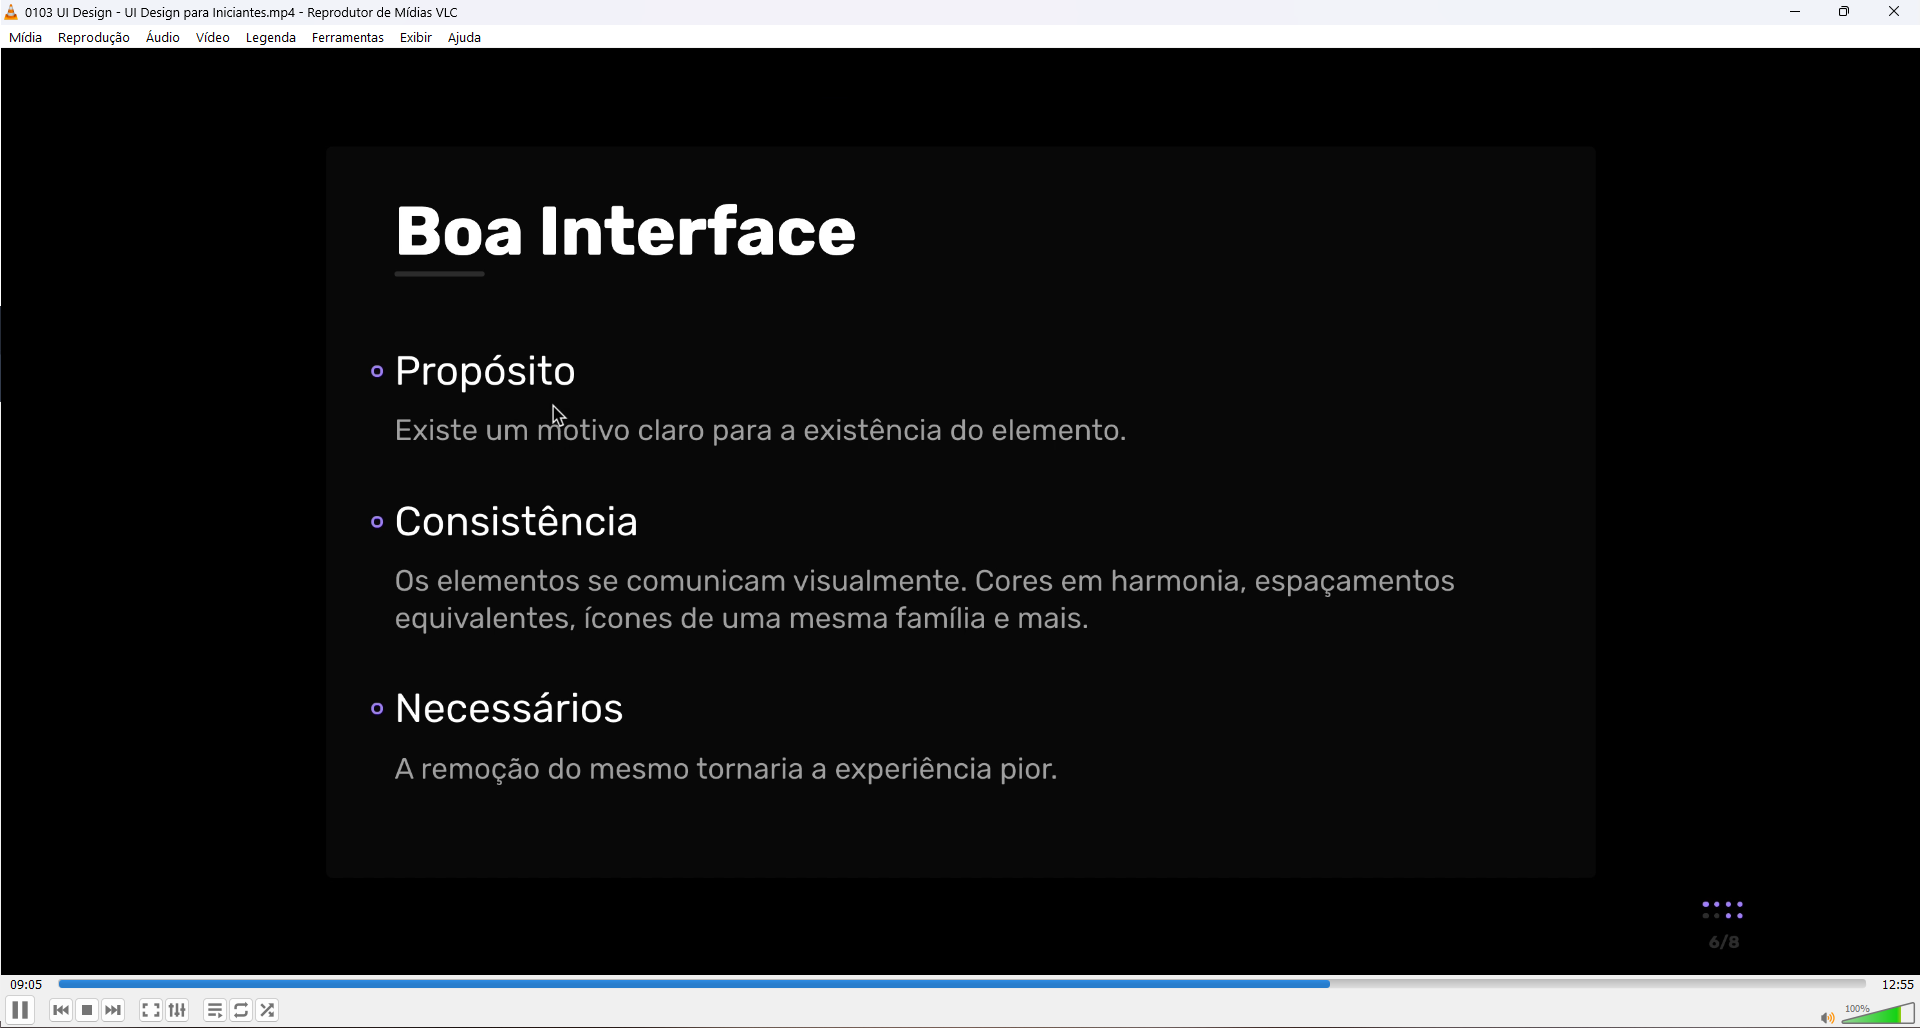 0103 UI Design - UI Design para Iniciantes.mp4 - Reprodutor de Mídias VLC
Mídia Reprodução Áudio Vídeo Legenda Ferramentas Exibir Ajuda
Boa Interface
Propósito
Existe um motivo claro para a existência do elemento.
Consistência
Os elementos se comunicam visualmente. Cores em harmonia, espaçamentos
equivalentes, ícones de uma mesma família e mais.
Necessários
A remoção do mesmo tornaria a experiência pior.
6/8
09:05 12:55
100%